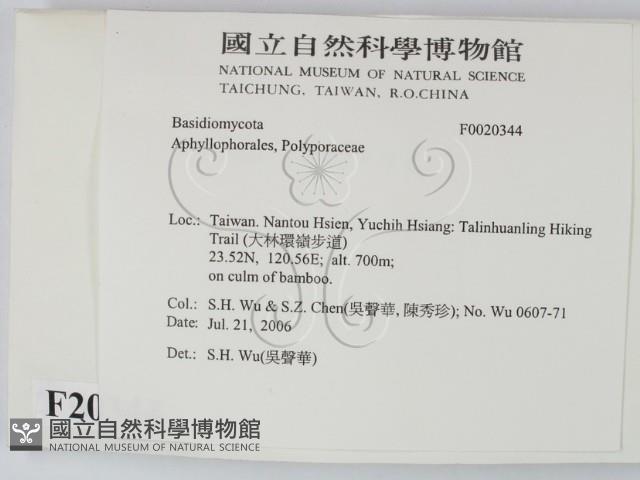 國立自然科學博物館
NATIONAL MUSEUM OF NATURAL SCIENCE
TAICHUNG, TAIWAN, R.O.CHINA
Basidiomycota F0020344
Aphyllophorales, Polyporaceae
Loc.: Taiwan. Nantou Hsien, Yuchih Hsiang: Talinhuanling Hiking
Trail (大林環嶺步道)
23.52N, 120.56E; alt. 700m;
on culm of bamboo.
Col.: S.H. Wu & S.Z. Chen(吳聲華, 陳秀珍); No. Wu 0607-71
Date: Jul. 21, 2006
Det.: S.H. Wu(吳聲華)
F20
國立自然科學博物館
NATIONAL MUSEUM OF NATURAL SCIENCE